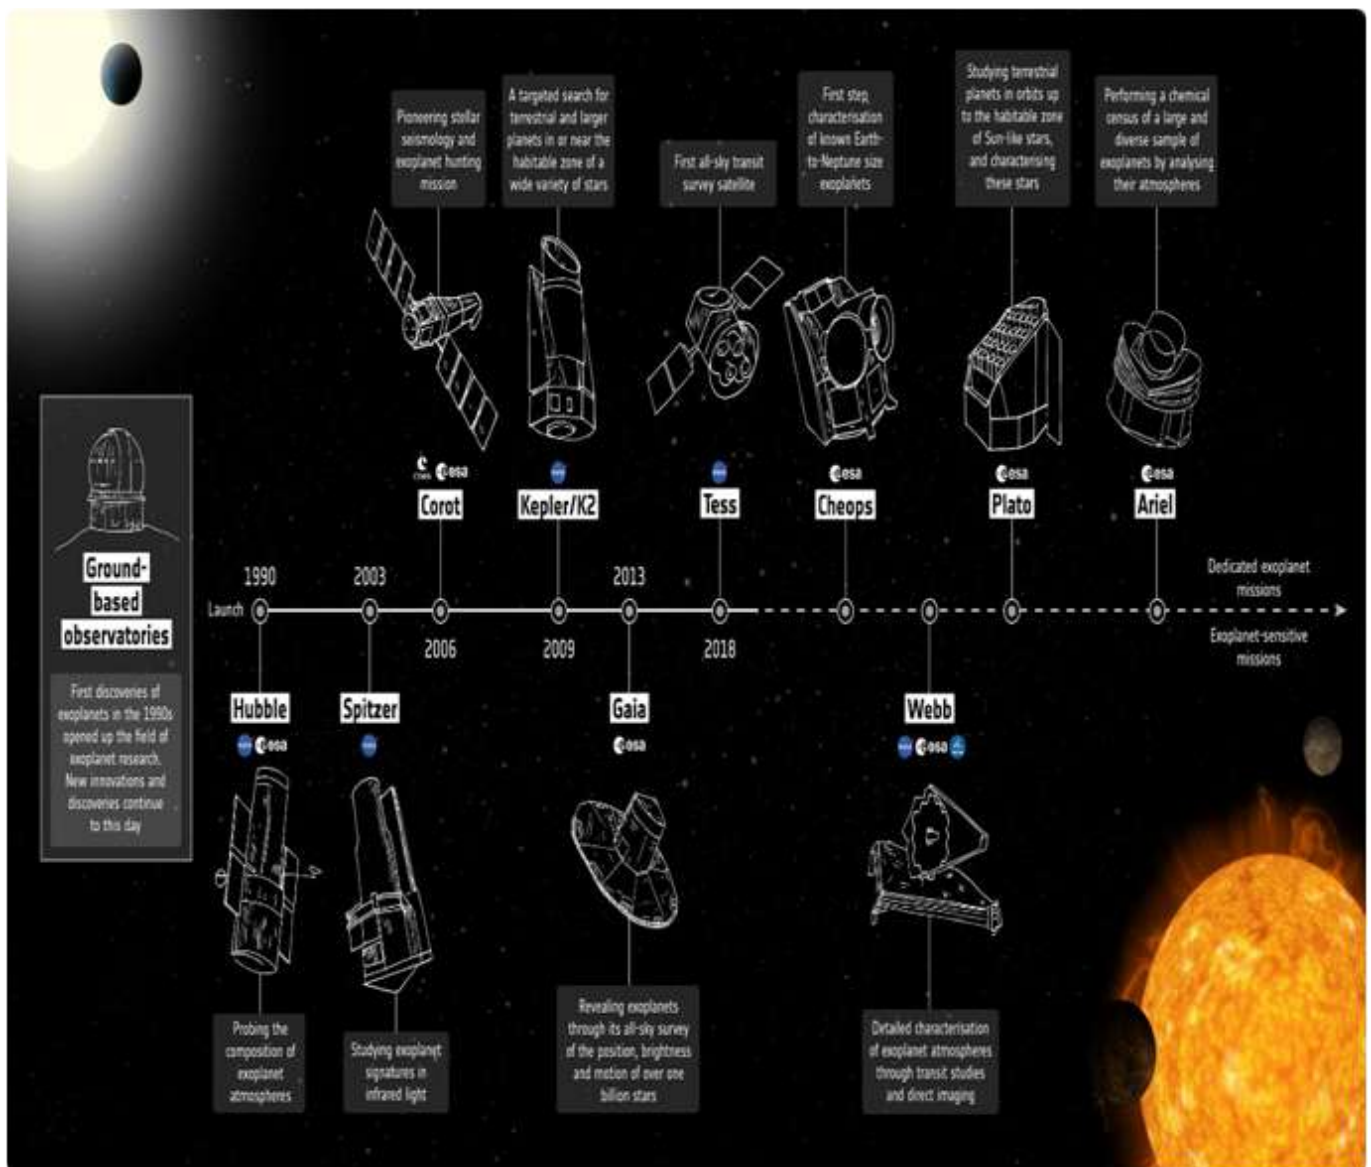 Pioneering stellar
seismology and
exoplanet hunting
mission
A targeted search for
terrestrial and larger
planets in or near the
habitable zone of a
wide variety of stars
First all-sky transit
survey satellite
First step
characterisation
of known Earth-
to-Neptune size
exoplanets
Studying terrestrial
planets in orbits up
to the habitable zone
of Sun-like stars,
and characterising
these stars
Performing a chemical
census of a large and
diverse sample of
exoplanets by analysing
their atmospheres
cnes esa
Corot
Kepler/K2
Tess
esa
Cheops
esa
Plato
esa
Ariel
Ground-
based
observatories
First discoveries of
exoplanets in the 1990s
opened up the field of
exoplanet research.
New innovations and
discoveries continue
to this day
Launch
1990
2003
2006
2009
2013
2018
Dedicated exoplanet
missions
Exoplanet-sensitive
missions
Hubble
esa
Spitzer
Gaia
esa
Webb
esa
Probing the
composition of
exoplanet
atmospheres
Studying exoplanet
signatures in
infrared light
Revealing exoplanets
through its all-sky survey
of the position, brightness
and motion of over one
billion stars
Detailed characterisation
of exoplanet atmospheres
through transit studies
and direct imaging